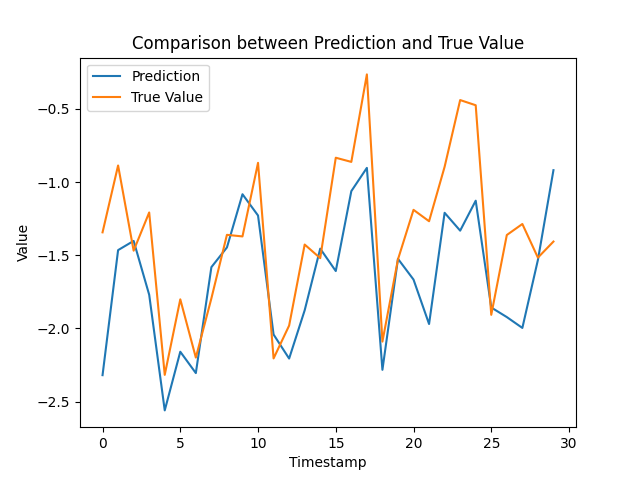 Comparison between Prediction and True Value
Prediction
True Value
−0.5
−1.0
−1.5
−2.0
−2.5
Value
0 5 10 15 20 25 30
Timestamp